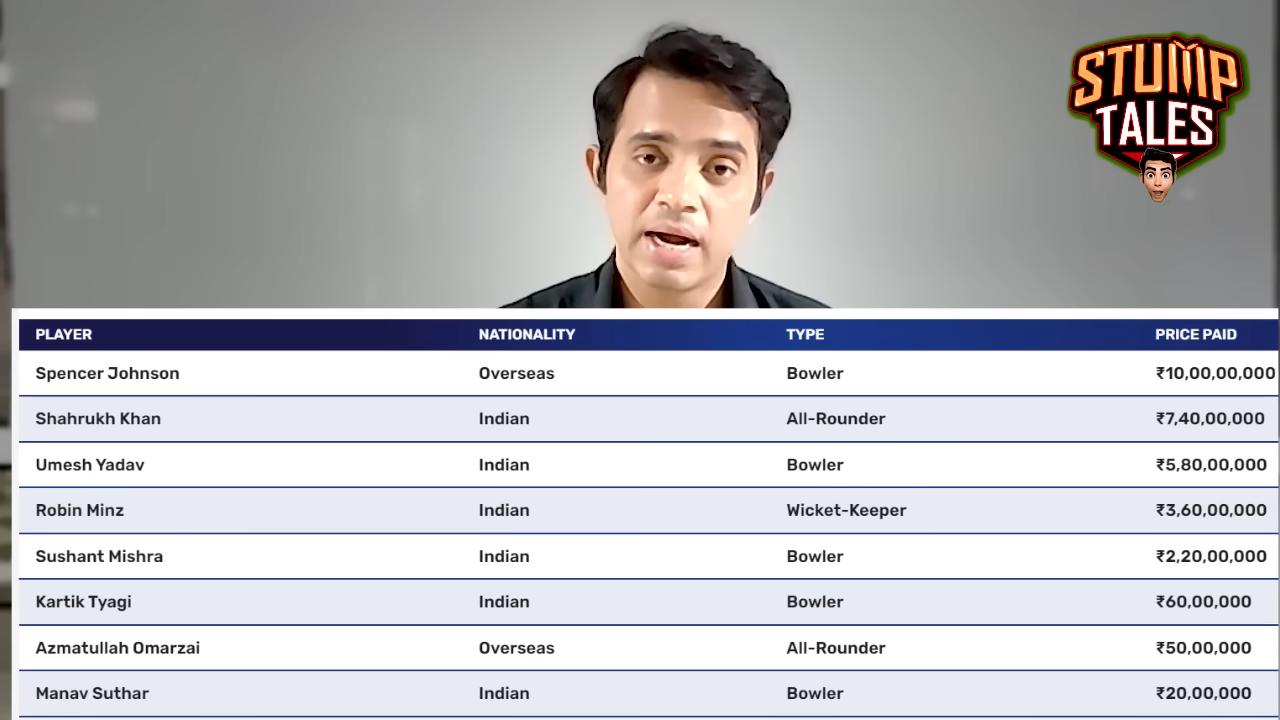 STUMP
TALES
PLAYER NATIONALITY TYPE PRICE PAID
Spencer Johnson Overseas Bowler ₹10,00,00,000
Shahrukh Khan Indian All-Rounder ₹7,40,00,000
Umesh Yadav Indian Bowler ₹5,80,00,000
Robin Minz Indian Wicket-Keeper ₹3,60,00,000
Sushant Mishra Indian Bowler ₹2,20,00,000
Kartik Tyagi Indian Bowler ₹60,00,000
Azmatullah Omarzai Overseas All-Rounder ₹50,00,000
Manav Suthar Indian Bowler ₹20,00,000